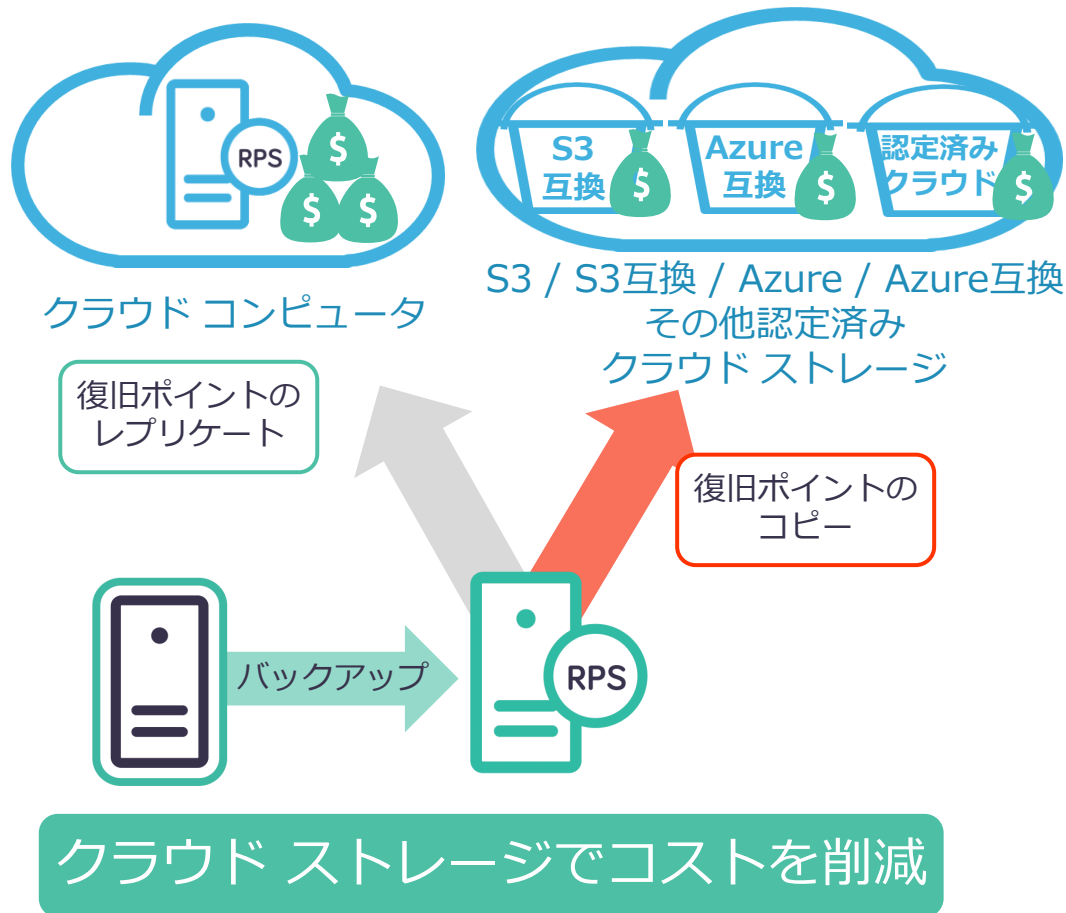 RPS
$
$
$
S3
互換
$
Azure
互換
$
認定済み
クラウド
$
クラウド コンピュータ
S3 / S3互換 / Azure / Azure互換
その他認定済み
クラウド ストレージ
復旧ポイントの
レプリケート
復旧ポイントの
コピー
バックアップ
RPS
クラウド ストレージでコストを削減